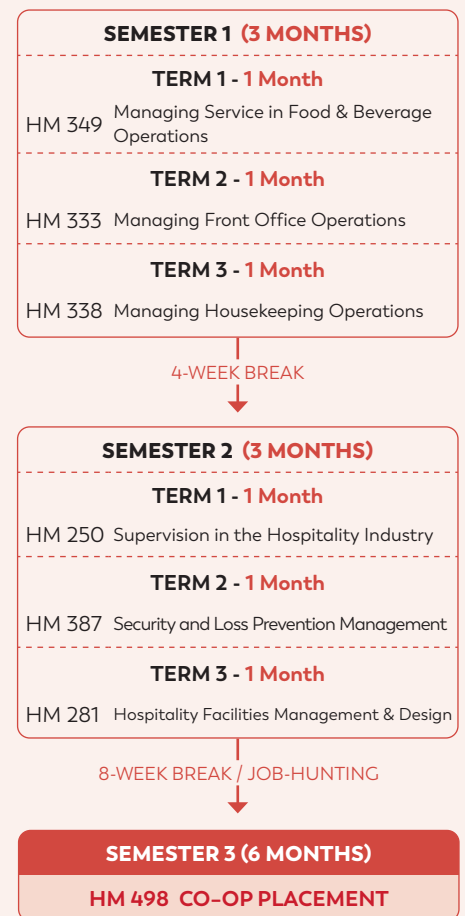 SEMESTER 1 (3 MONTHS)
TERM 1 - 1 Month
HM 349 Managing Service in Food & Beverage
Operations
TERM 2 - 1 Month
HM 333 Managing Front Office Operations
TERM 3 - 1 Month
HM 338 Managing Housekeeping Operations
4-WEEK BREAK
SEMESTER 2 (3 MONTHS)
TERM 1 - 1 Month
HM 250 Supervision in the Hospitality Industry
TERM 2 - 1 Month
HM 387 Security and Loss Prevention Management
TERM 3 - 1 Month
HM 281 Hospitality Facilities Management & Design
8-WEEK BREAK / JOB-HUNTING
SEMESTER 3 (6 MONTHS)
HM 498 CO-OP PLACEMENT